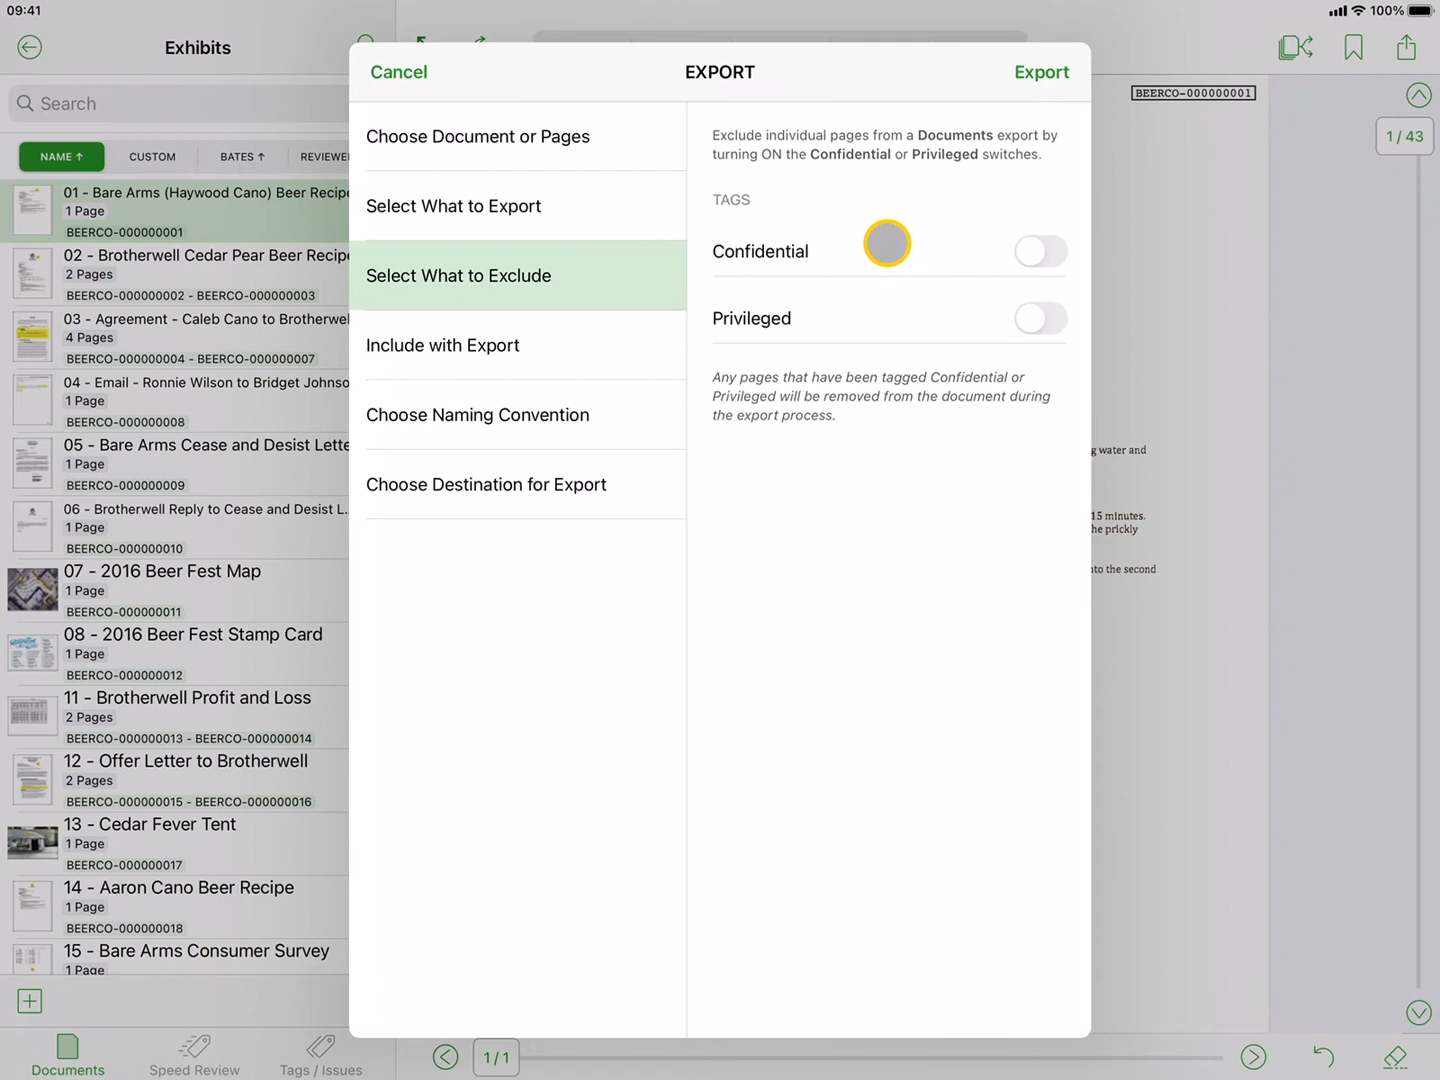 09:41
100%
Exhibits
Search
NAME ↑
CUSTOM
BATES ↑
01 - Bare Arms (Haywood Cano) Beer Recipe
1 Page
BEERCO-000000001
02 - Brotherwell Cedar Pear Beer Recipe
2 Pages
BEERCO-000000002 - BEERCO-000000003
03 - Agreement - Caleb Cano to
4 Pages
BEERCO-000000004 - BEERCO-000000007
04 - Email - Ronnie Wilson to Bridget
1 Page
BEERCO-000000008
05 - Bare Arms Cease and Desist
1 Page
BEERCO-000000009
06 - Brotherwell Reply to Cease and Desist L...
1 Page
BEERCO-000000010
07 - 2016 Beer Fest Map
1 Page
BEERCO-000000011
08 - 2016 Beer Fest Stamp Card
1 Page
BEERCO-000000012
11 - Brotherwell Profit and Loss
2 Pages
BEERCO-000000013 - BEERCO-000000014
12 - Offer Letter to Brotherwell
2 Pages
BEERCO-000000015 - BEERCO-000000016
13 - Cedar Fever Tent
1 Page
BEERCO-000000017
14 - Aaron Cano Beer Recipe
1 Page
BEERCO-000000018
15 - Bare Arms Consumer Survey
1 Page
Documents
Speed Review
Tags / Issues
Cancel
EXPORT
Export
Choose Document or Pages
Select What to Export
Select What to Exclude
Include with Export
Choose Naming Convention
Choose Destination for Export
Exclude individual pages from a Documents export by
turning ON the Confidential or Privileged switches.
TAGS
Confidential
Privileged
Any pages that have been tagged Confidential or
Privileged will be removed from the document during
the export process.
BEERCO-000000001
1 / 43
water and
15 minutes.
prickly
the second
1 / 1